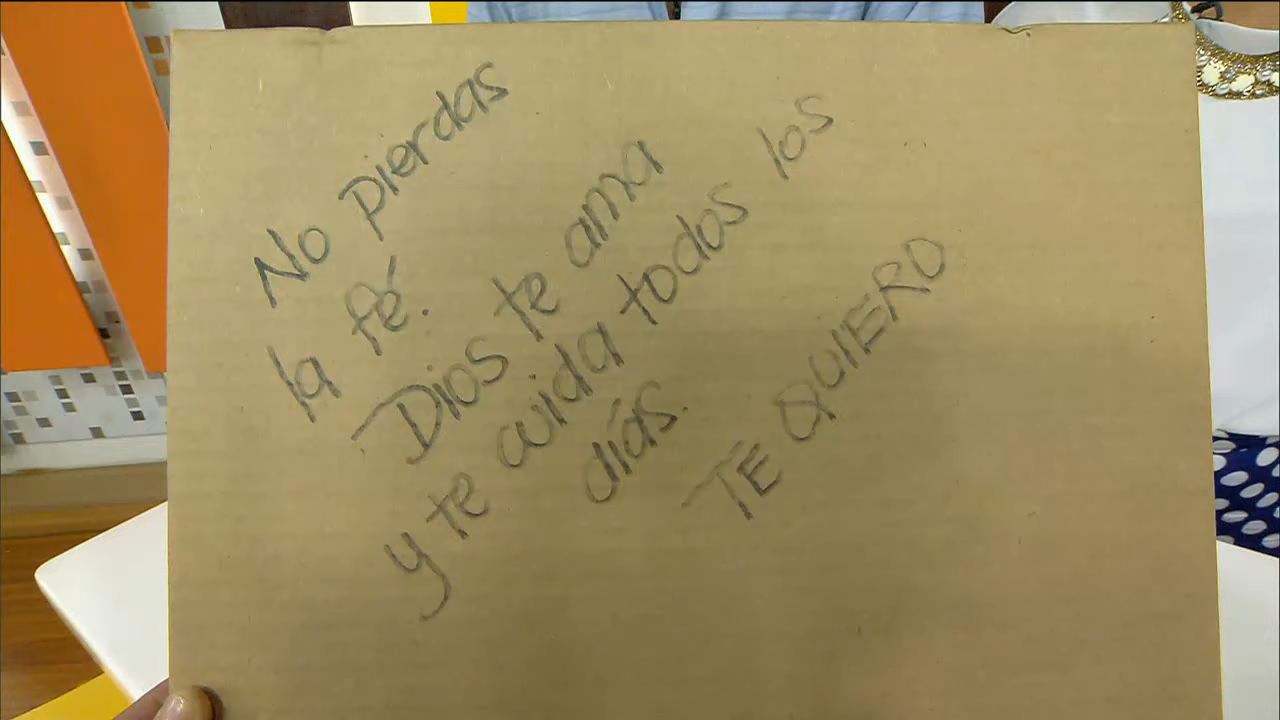 No pierdas
la fé.
Dios te ama
y te cuida todos los
días.
TE QUIERO